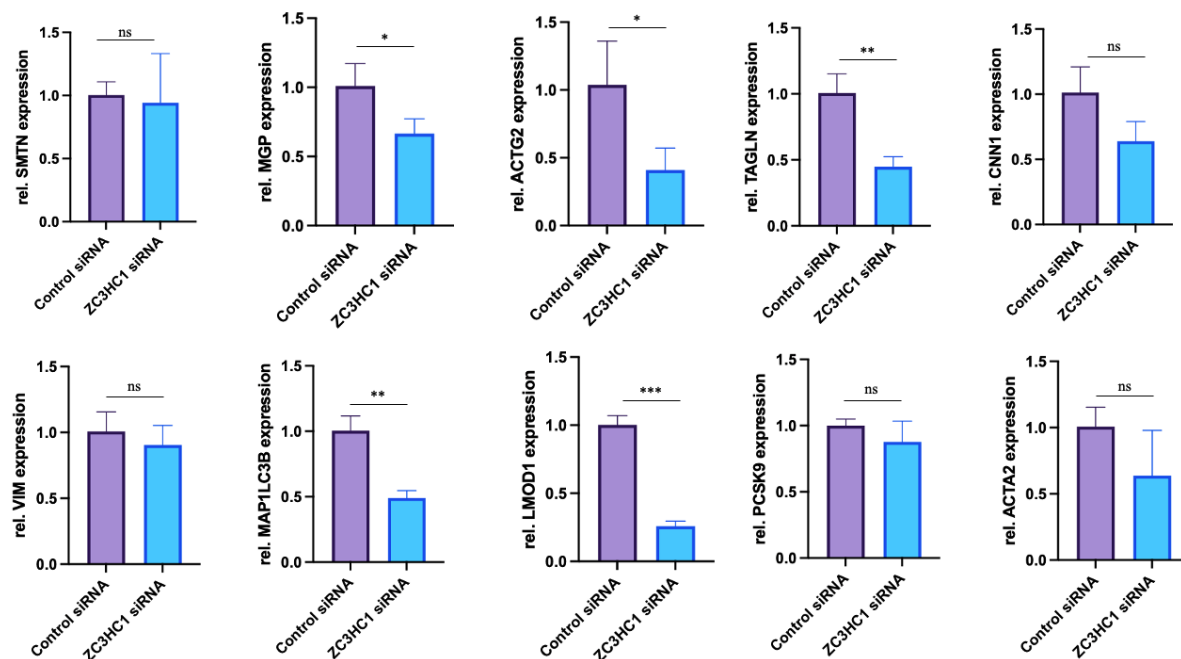 rel. SMTN expression
1.5
1.0
0.5
0.0
ns
Control siRNA
ZC3HC1 siRNA
rel. MGP expression
1.5
1.0
0.5
0.0
*
Control siRNA
ZC3HC1 siRNA
rel. ACTG2 expression
1.5
1.0
0.5
0.0
*
Control siRNA
ZC3HC1 siRNA
rel. TAGLN expression
1.5
1.0
0.5
0.0
**
Control siRNA
ZC3HC1 siRNA
rel. CNN1 expression
1.5
1.0
0.5
0.0
ns
Control siRNA
ZC3HC1 siRNA
rel. VIM expression
1.5
1.0
0.5
0.0
ns
Control siRNA
ZC3HC1 siRNA
rel. MAP1LC3B expression
1.5
1.0
0.5
0.0
**
Control siRNA
ZC3HC1 siRNA
rel. LMOD1 expression
1.5
1.0
0.5
0.0
***
Control siRNA
ZC3HC1 siRNA
rel. PCSK9 expression
1.5
1.0
0.5
0.0
ns
Control siRNA
ZC3HC1 siRNA
rel. ACTA2 expression
1.5
1.0
0.5
0.0
ns
Control siRNA
ZC3HC1 siRNA